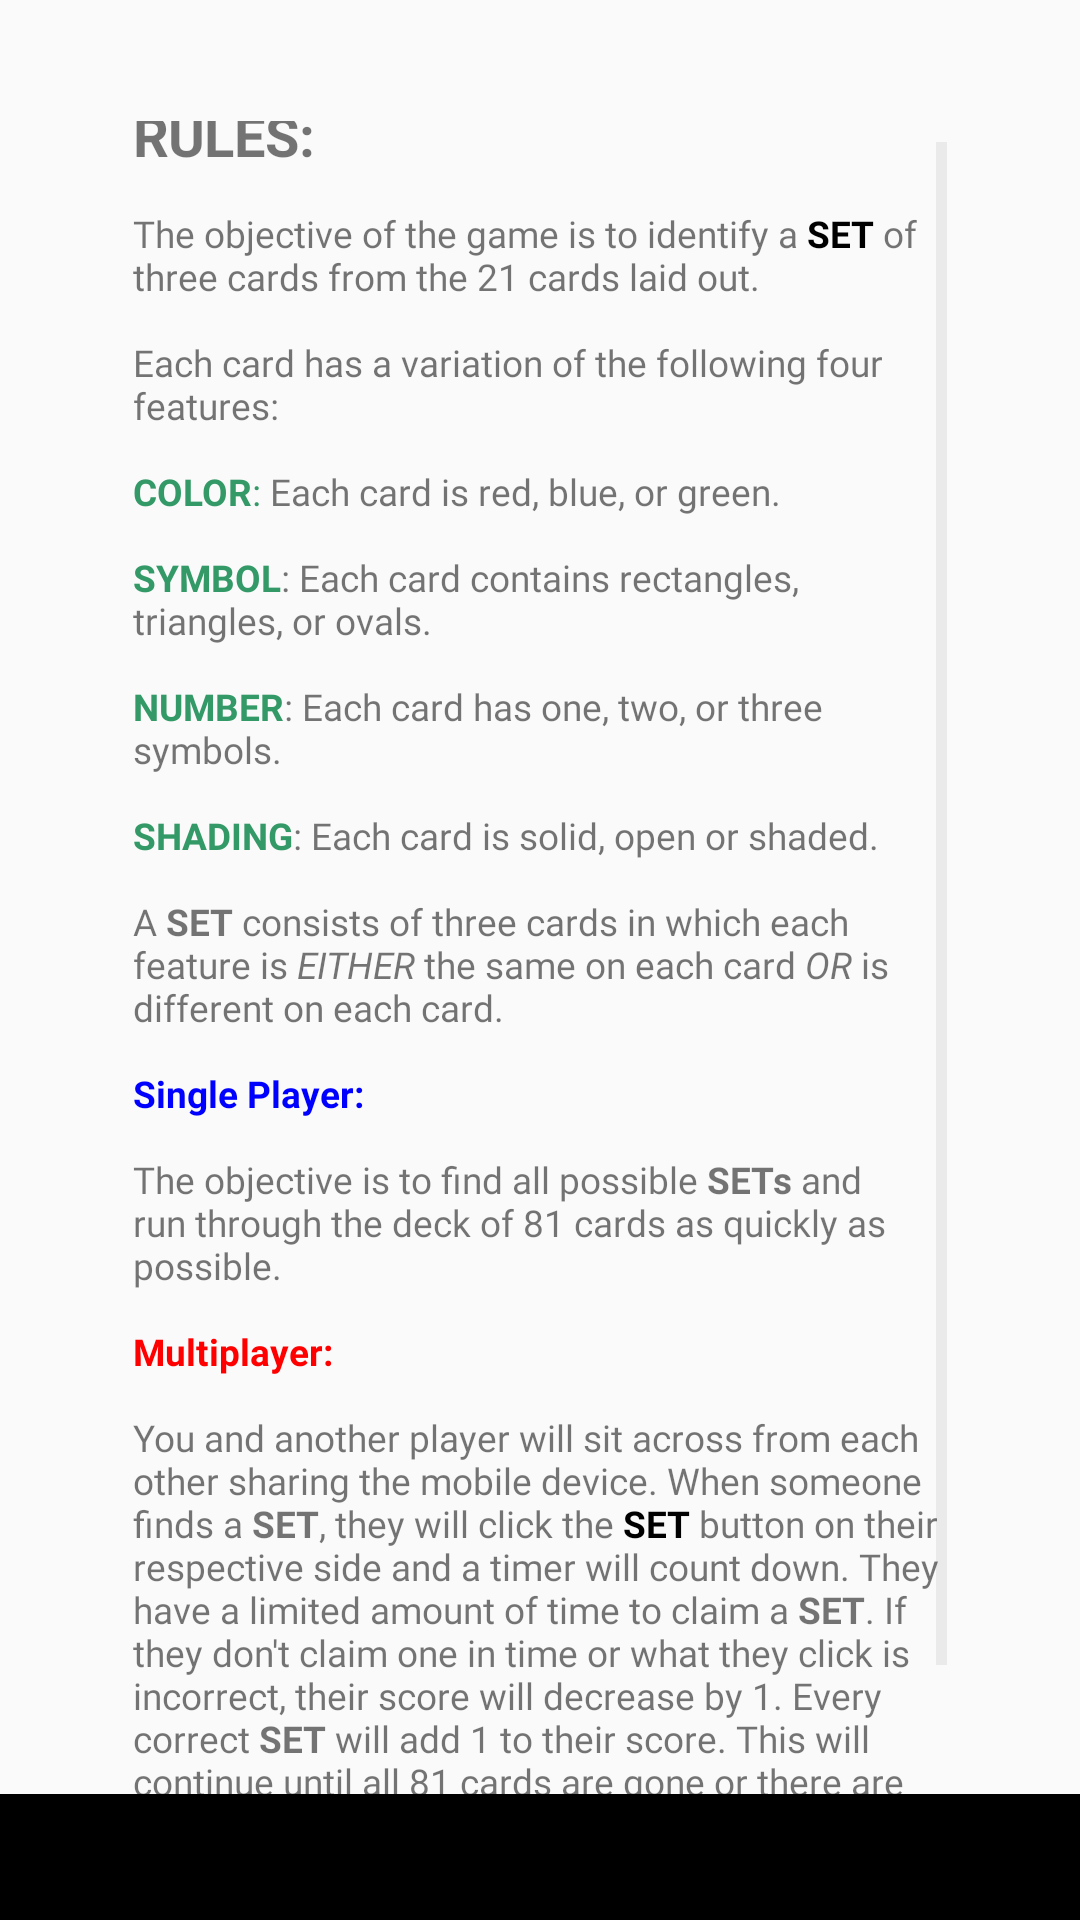 RULES:
The objective of the game is to identify a SET of
three cards from the 21 cards laid out.
Each card has a variation of the following four
features:
COLOR: Each card is red, blue, or green.
SYMBOL: Each card contains rectangles,
triangles, or ovals.
NUMBER: Each card has one, two, or three
symbols.
SHADING: Each card is solid, open or shaded.
A SET consists of three cards in which each
feature is EITHER the same on each card OR is
different on each card.
Single Player:
The objective is to find all possible SETs and
run through the deck of 81 cards as quickly as
possible.
Multiplayer:
You and another player will sit across from each
other sharing the mobile device. When someone
finds a SET, they will click the SET button on their
respective side and a timer will count down. They
have a limited amount of time to claim a SET. If
they don't claim one in time or what they click is
incorrect, their score will decrease by 1. Every
correct SET will add 1 to their score. This will
continue until all 81 cards are gone or there are